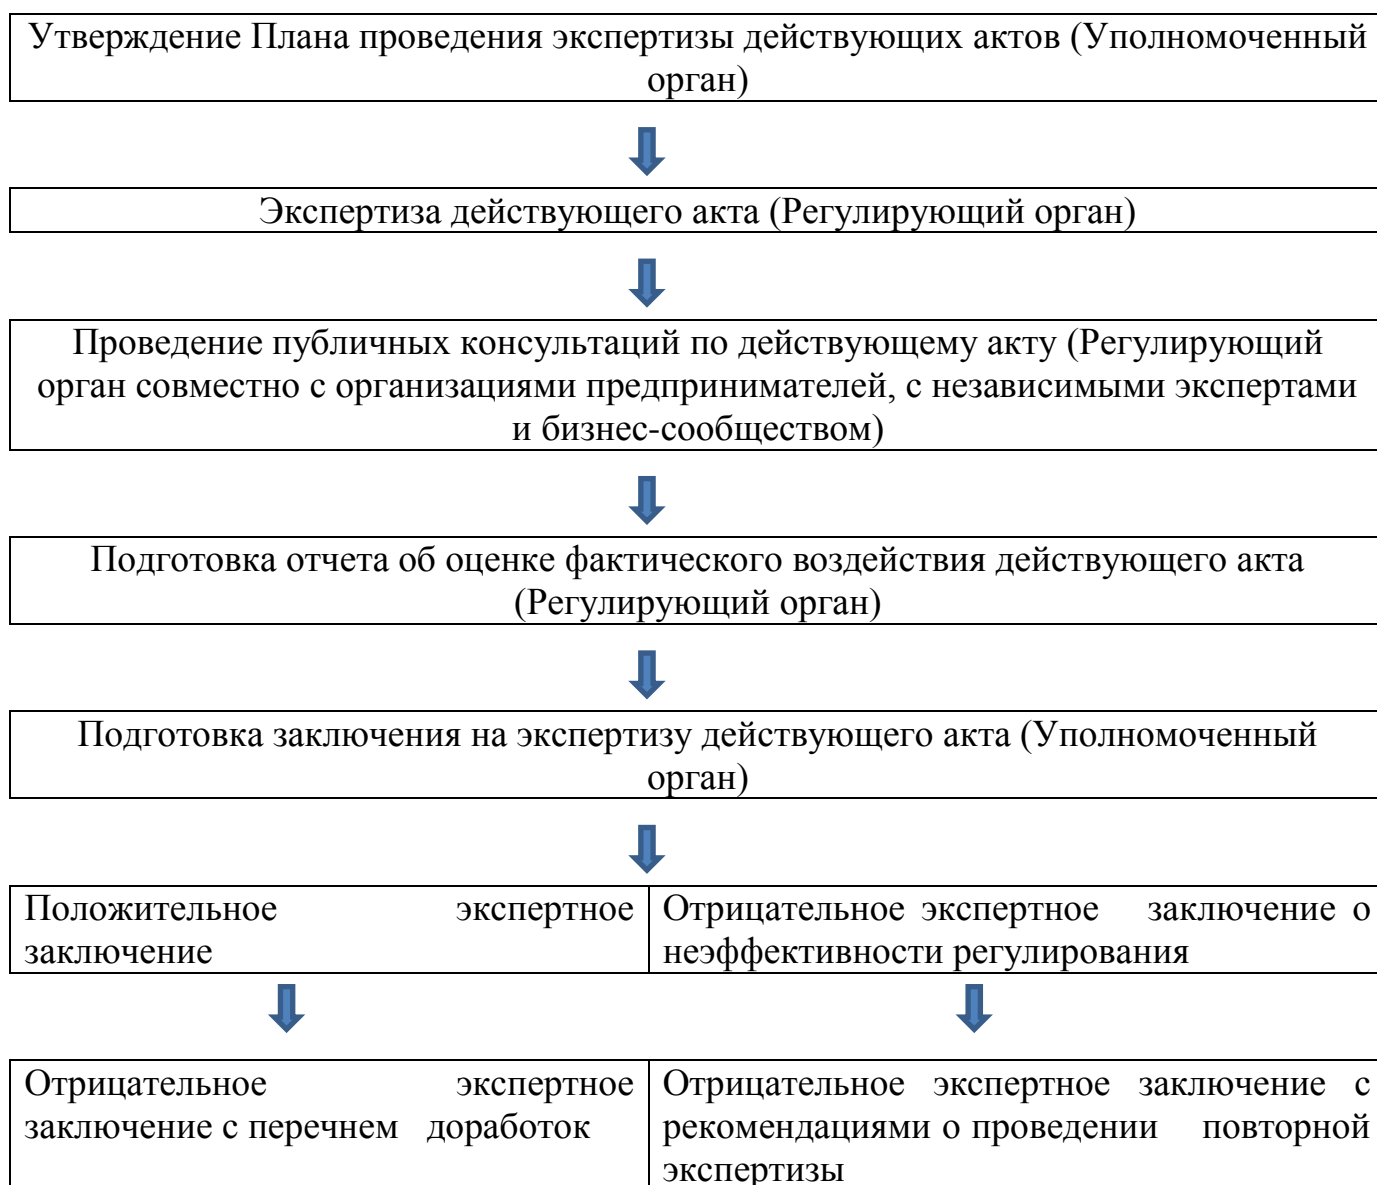 Утверждение Плана проведения экспертизы действующих актов (Уполномоченный
орган)
Экспертиза действующего акта (Регулирующий орган)
Проведение публичных консультаций по действующему акту (Регулирующий
орган совместно с организациями предпринимателей, с независимыми экспертами
и бизнес-сообществом)
Подготовка отчета об оценке фактического воздействия действующего акта
(Регулирующий орган)
Подготовка заключения на экспертизу действующего акта (Уполномоченный
орган)
Положительное экспертное
заключение
Отрицательное экспертное заключение о
неэффективности регулирования
Отрицательное экспертное
заключение с перечнем доработок
Отрицательное экспертное заключение с
рекомендациями о проведении повторной
экспертизы